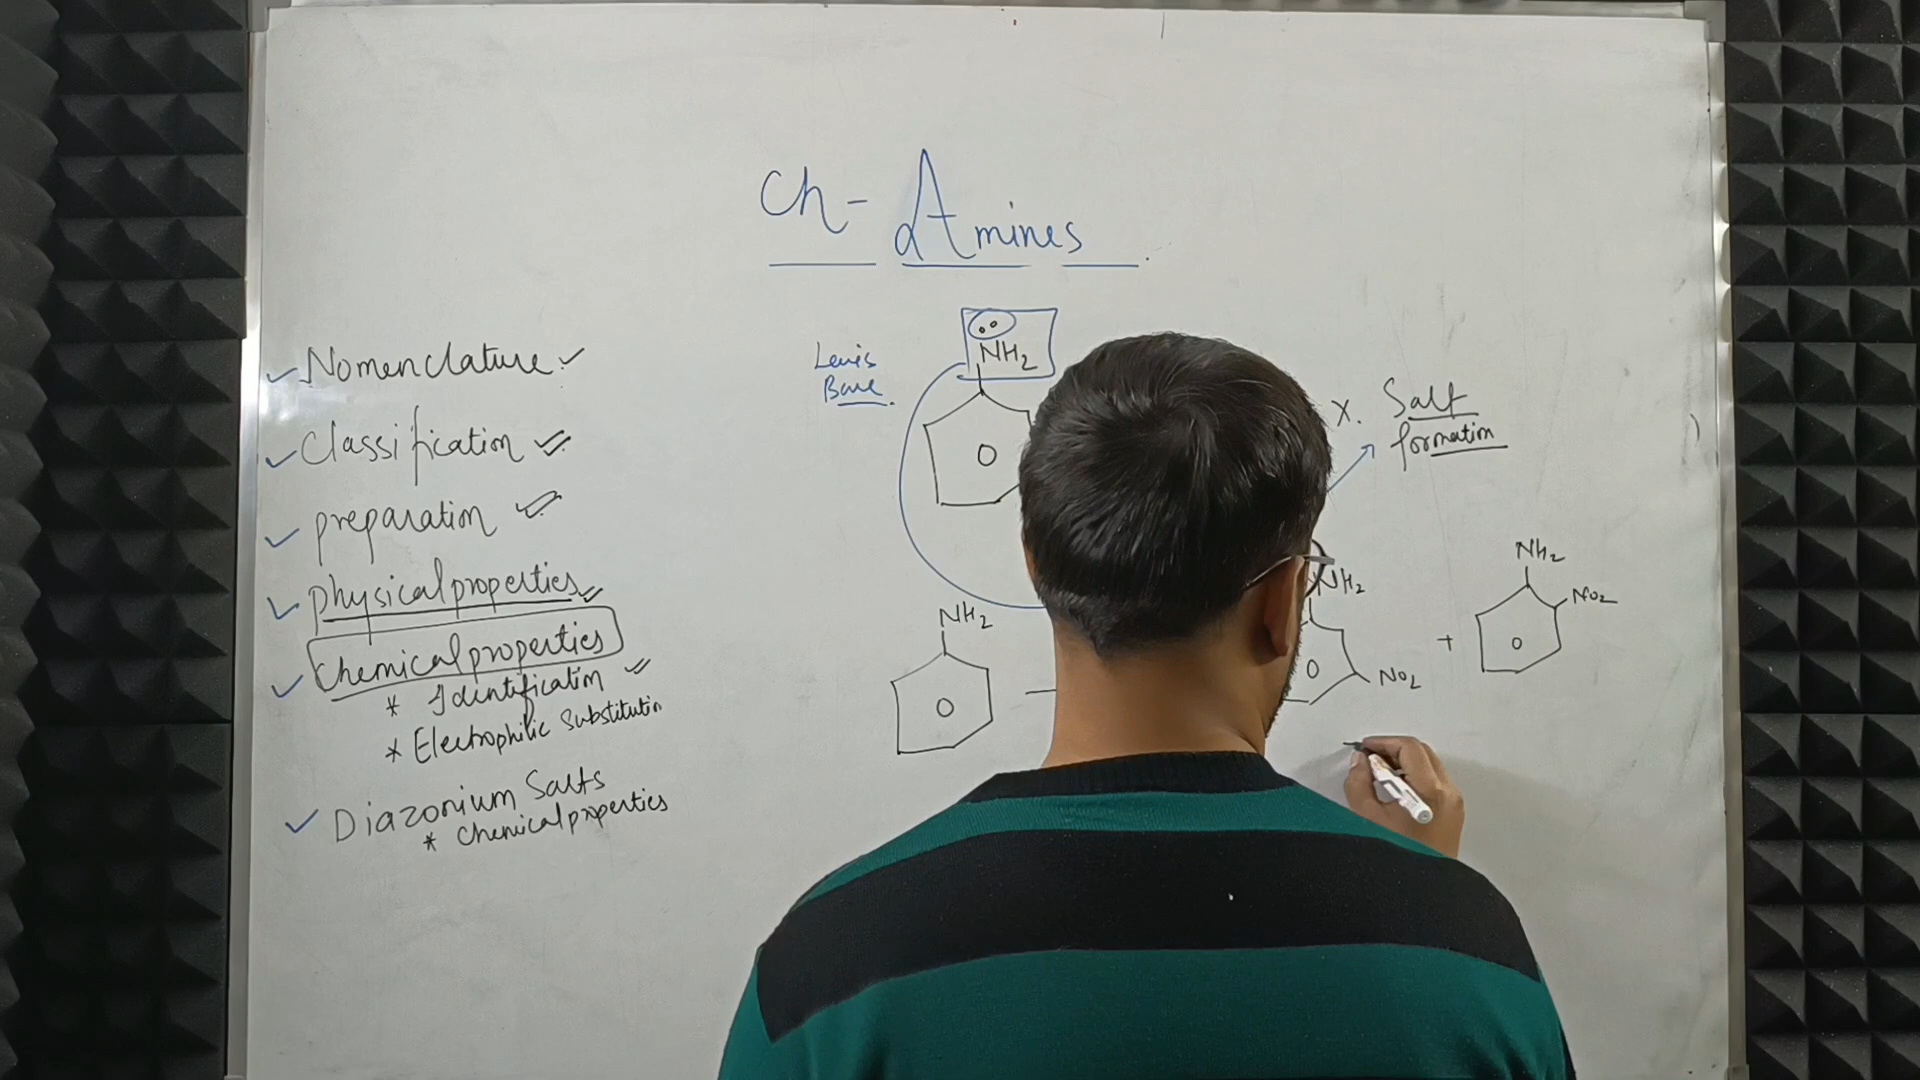 Ch- Amines
Nomenclature
Classification
preparation
physical properties
Chemical properties
* Identification
* Electrophilic Substitution
Diazonium Salts
* Chemical properties
Lewis
Base
NH2
X. Salt
formation
NH2
NH2
NO2
+
NH2
NO2